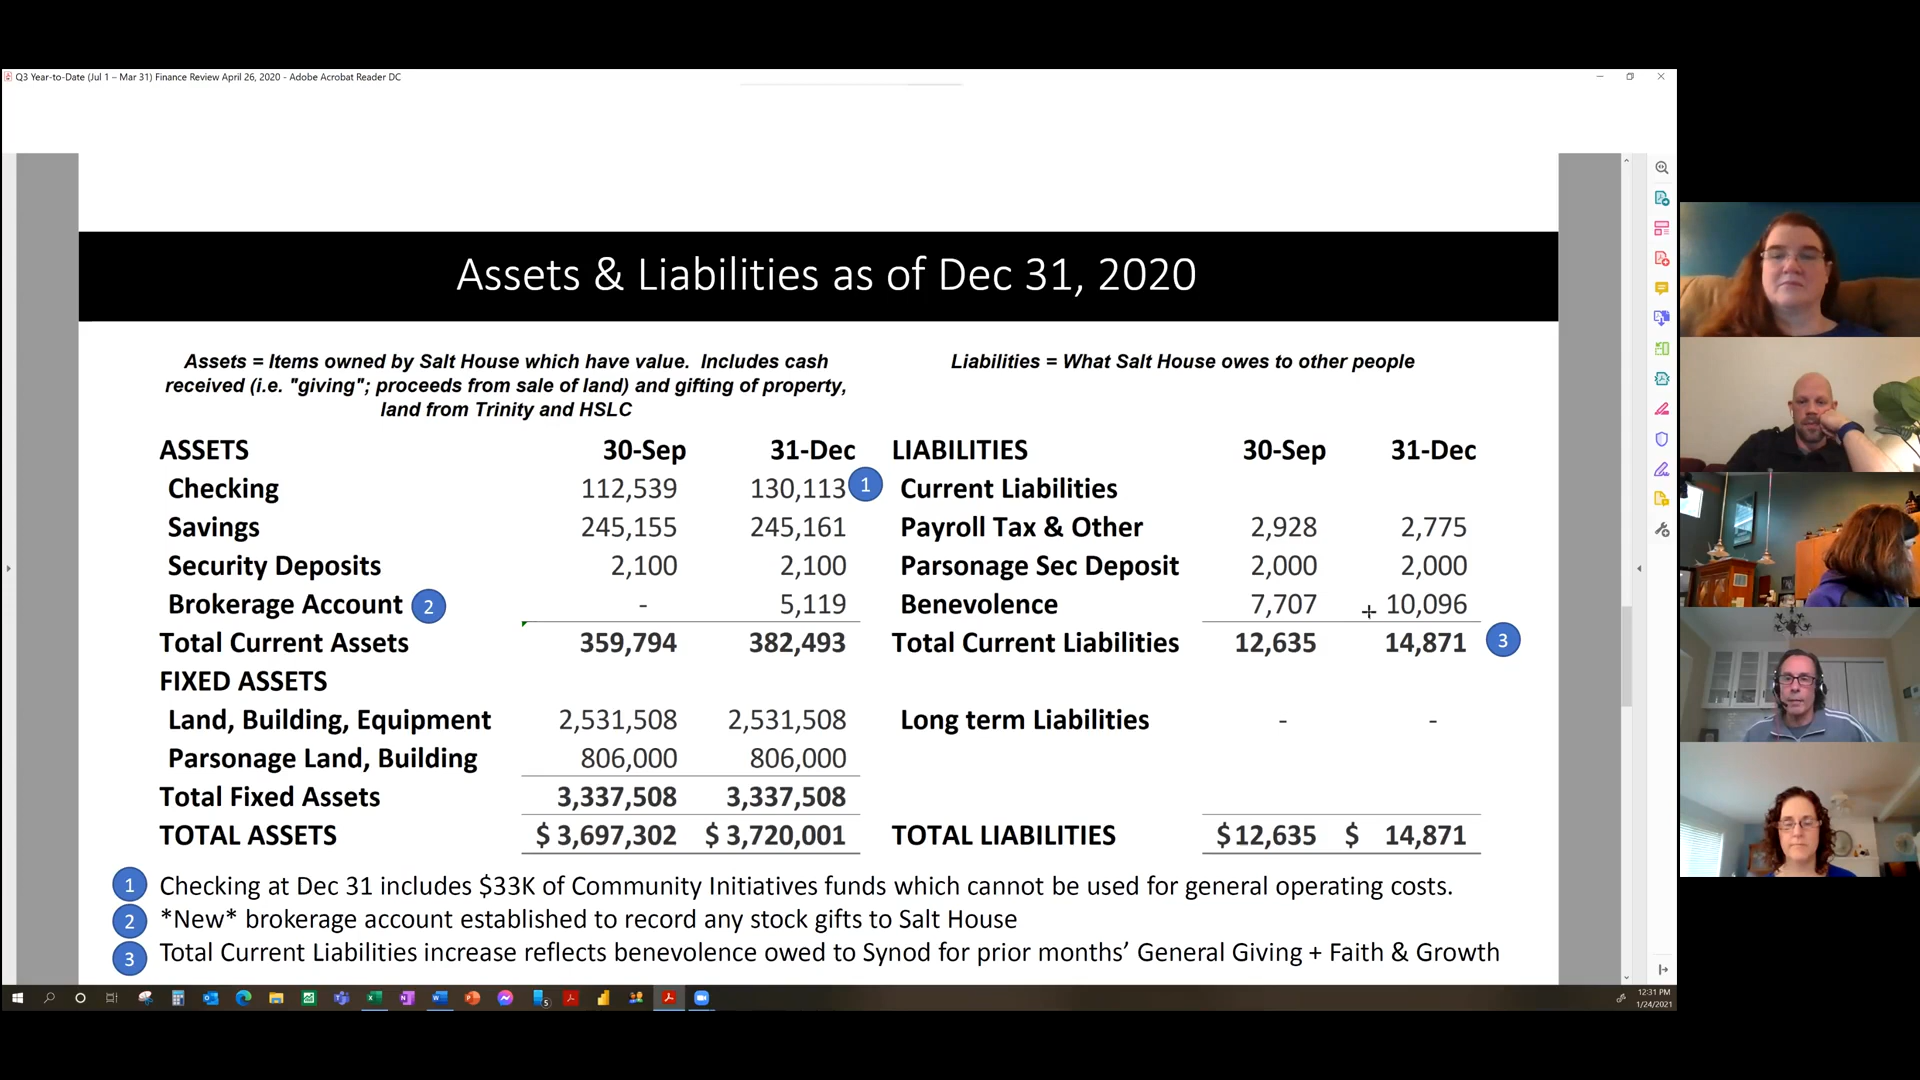 Q3 Year-to-Date (Jul 1 – Mar 31) Finance Review April 26, 2020 - Adobe Acrobat Reader DC
Assets & Liabilities as of Dec 31, 2020
Assets = Items owned by Salt House which have value. Includes cash
received (i.e. "giving"; proceeds from sale of land) and gifting of property,
land from Trinity and HSLC
Liabilities = What Salt House owes to other people
ASSETS 30-Sep 31-Dec LIABILITIES 30-Sep 31-Dec
Checking 112,539 130,113 1 Current Liabilities
Savings 245,155 245,161 Payroll Tax & Other 2,928 2,775
Security Deposits 2,100 2,100 Parsonage Sec Deposit 2,000 2,000
Brokerage Account 2 - 5,119 Benevolence 7,707 10,096
Total Current Assets 359,794 382,493 Total Current Liabilities 12,635 14,871 3
FIXED ASSETS
Land, Building, Equipment 2,531,508 2,531,508 Long term Liabilities - -
Parsonage Land, Building 806,000 806,000
Total Fixed Assets 3,337,508 3,337,508
TOTAL ASSETS $ 3,697,302 $ 3,720,001 TOTAL LIABILITIES $12,635 $ 14,871
1 Checking at Dec 31 includes $33K of Community Initiatives funds which cannot be used for general operating costs.
2 *New* brokerage account established to record any stock gifts to Salt House
3 Total Current Liabilities increase reflects benevolence owed to Synod for prior months’ General Giving + Faith & Growth
12:31 PM
1/24/2021